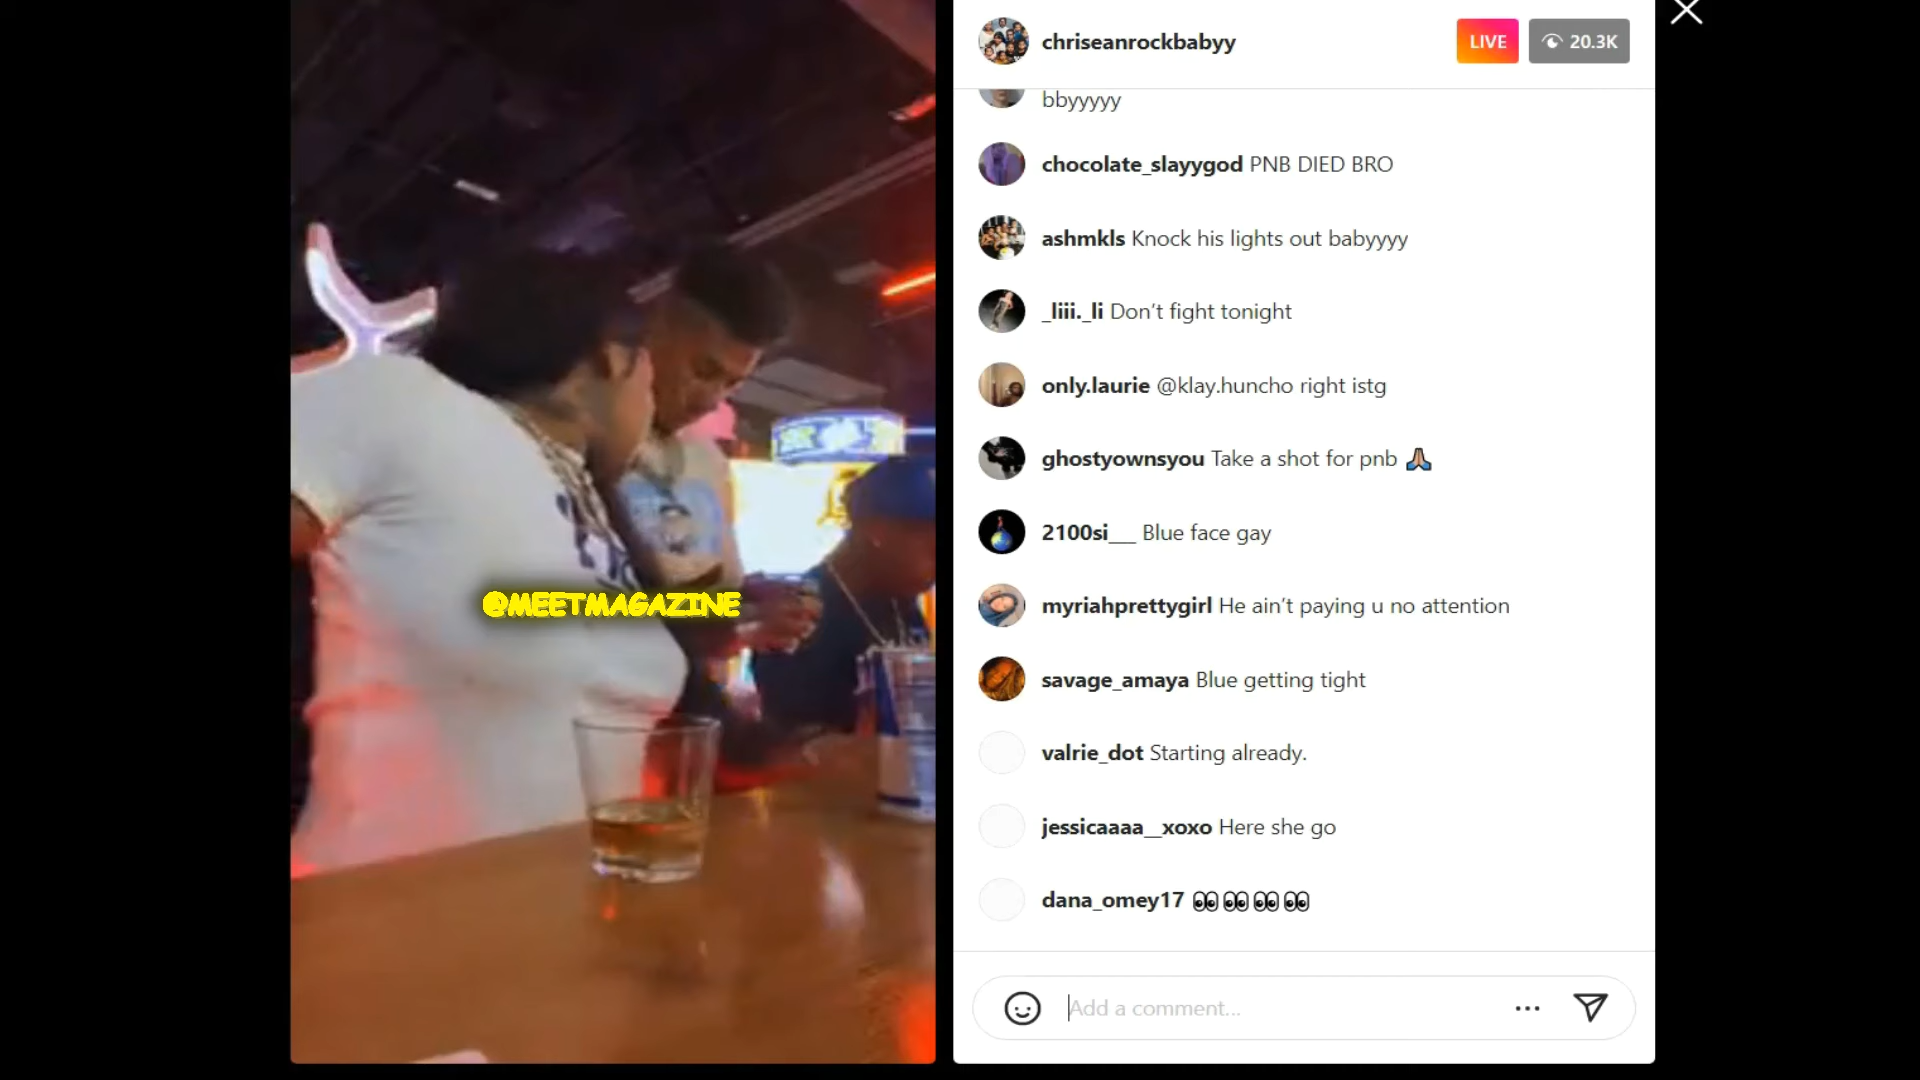 chriseanrockbabyy
LIVE
20.3K
bbyyyyy
chocolate_slayygod PNB DIED BRO
ashmkls Knock his lights out babyyyy
_liii._li Don't fight tonight
only.laurie @klay.huncho right istg
ghostyownsyou Take a shot for pnb 🙏🏽
2100si___ Blue face gay
@MEETMAGAZINE
myriahprettygirl He ain't paying u no attention
savage_amaya Blue getting tight
valrie_dot Starting already.
jessicaaaa__xoxo Here she go
dana_omey17 👀👀👀👀
Add a comment...